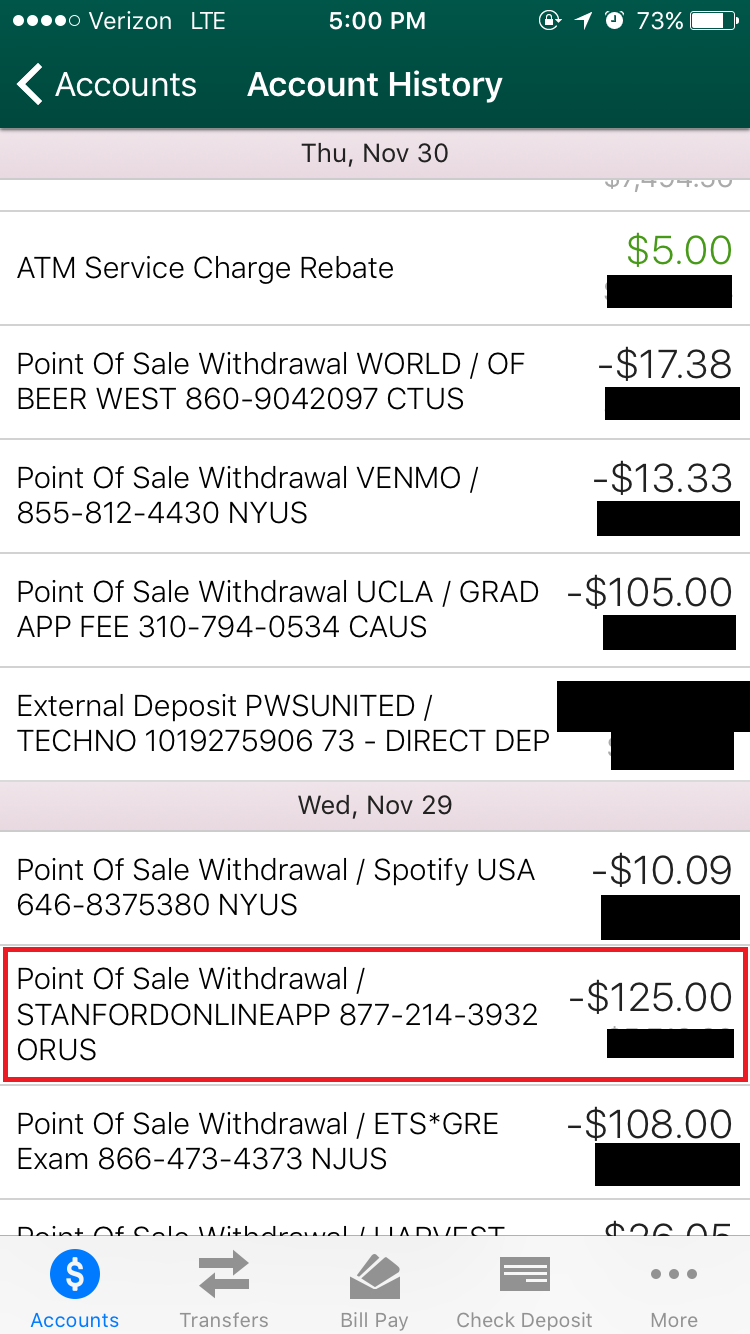 Verizon LTE 5:00 PM 73%
Accounts Account History
Thu, Nov 30
ATM Service Charge Rebate $5.00
Point Of Sale Withdrawal WORLD / OF -$17.38
BEER WEST 860-9042097 CTUS
Point Of Sale Withdrawal VENMO / -$13.33
855-812-4430 NYUS
Point Of Sale Withdrawal UCLA / GRAD -$105.00
APP FEE 310-794-0534 CAUS
External Deposit PWSUNITED /
TECHNO 1019275906 73 - DIRECT DEP
Wed, Nov 29
Point Of Sale Withdrawal / Spotify USA -$10.09
646-8375380 NYUS
Point Of Sale Withdrawal /
STANFORDONLINEAPP 877-214-3932 -$125.00
ORUS
Point Of Sale Withdrawal / ETS*GRE -$108.00
Exam 866-473-4373 NJUS
Point Of Sale Withdrawal / HARVEST
$
Accounts Transfers Bill Pay Check Deposit More